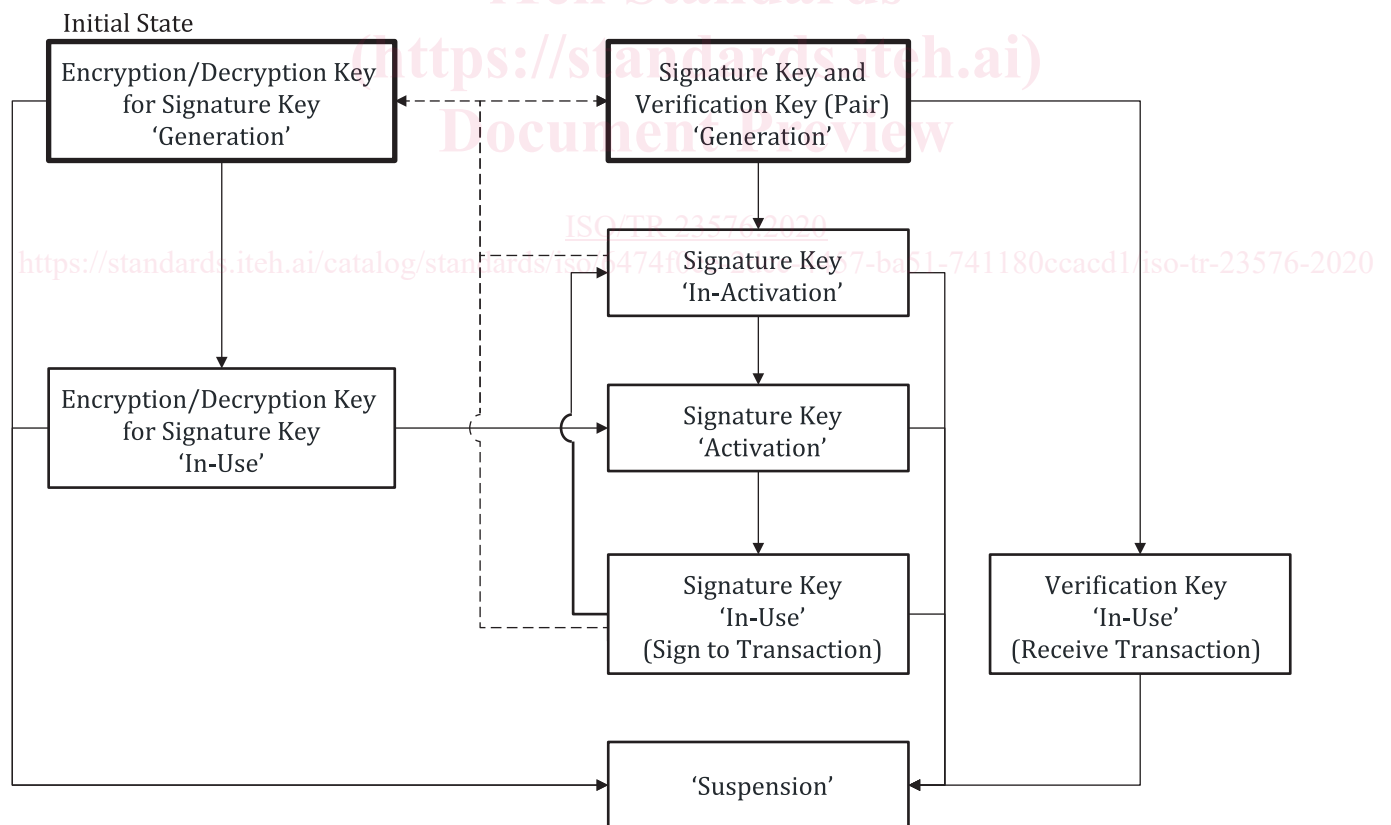 Initial State
iTeh Standards
(https://standards.iteh.ai)
Document Preview
Encryption/Decryption Key
for Signature Key
‘Generation’
Signature Key and
Verification Key (Pair)
‘Generation’
ISO/TR 23576:2020
Signature Key
‘In-Activation’
Encryption/Decryption Key
for Signature Key
‘In-Use’
Signature Key
‘Activation’
Signature Key
‘In-Use’
(Sign to Transaction)
Verification Key
‘In-Use’
(Receive Transaction)
‘Suspension’